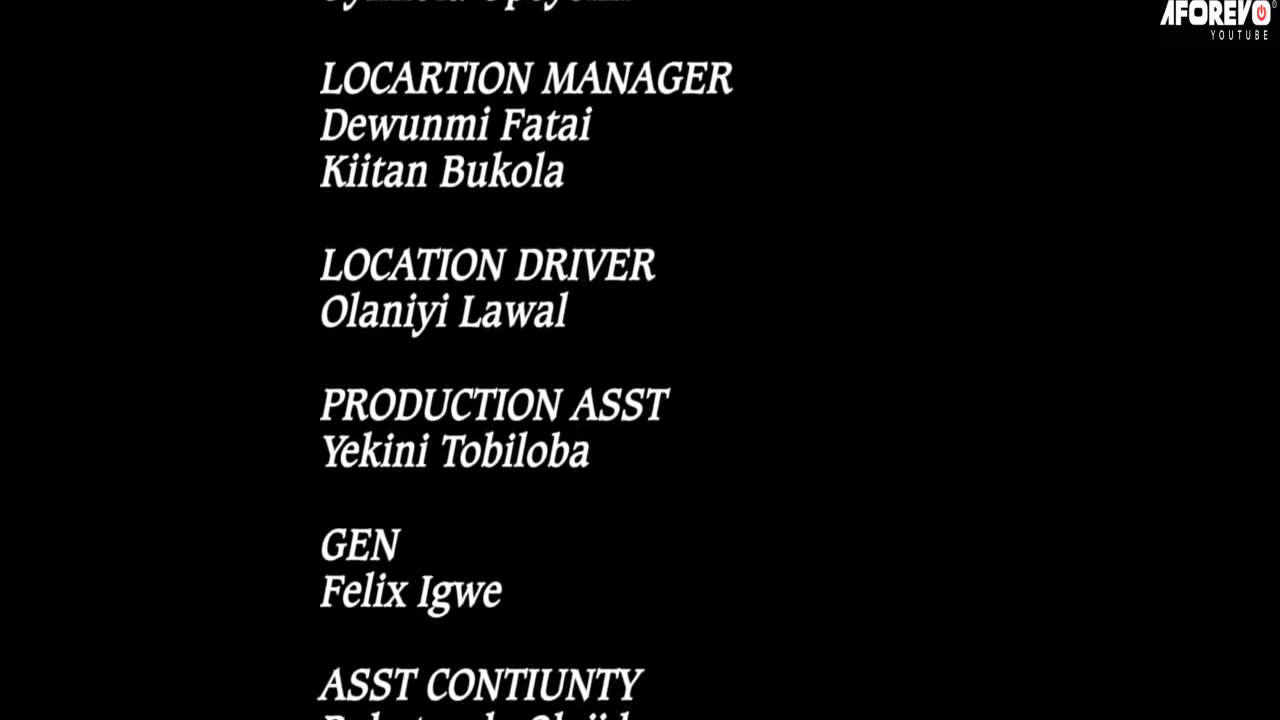 AFOREVO
YOUTUBE
LOCARTION MANAGER
Dewunmi Fatai
Kiitan Bukola
LOCATION DRIVER
Olaniyi Lawal
PRODUCTION ASST
Yekini Tobiloba
GEN
Felix Igwe
ASST CONTIUNTY